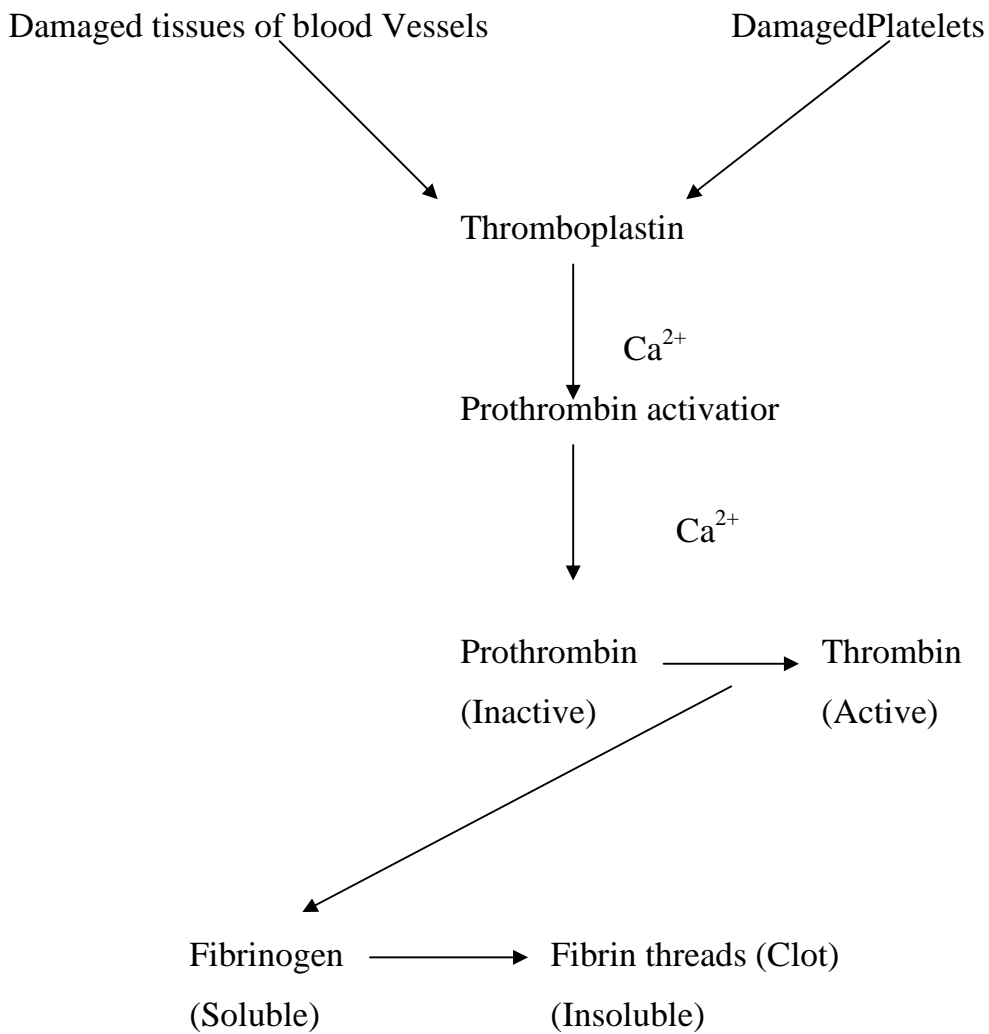 Damaged tissues of blood Vessels DamagedPlatelets
Thromboplastin
Ca²⁺
Prothrombin activatior
Ca²⁺
Prothrombin Thrombin
(Inactive) (Active)
Fibrinogen Fibrin threads (Clot)
(Soluble) (Insoluble)